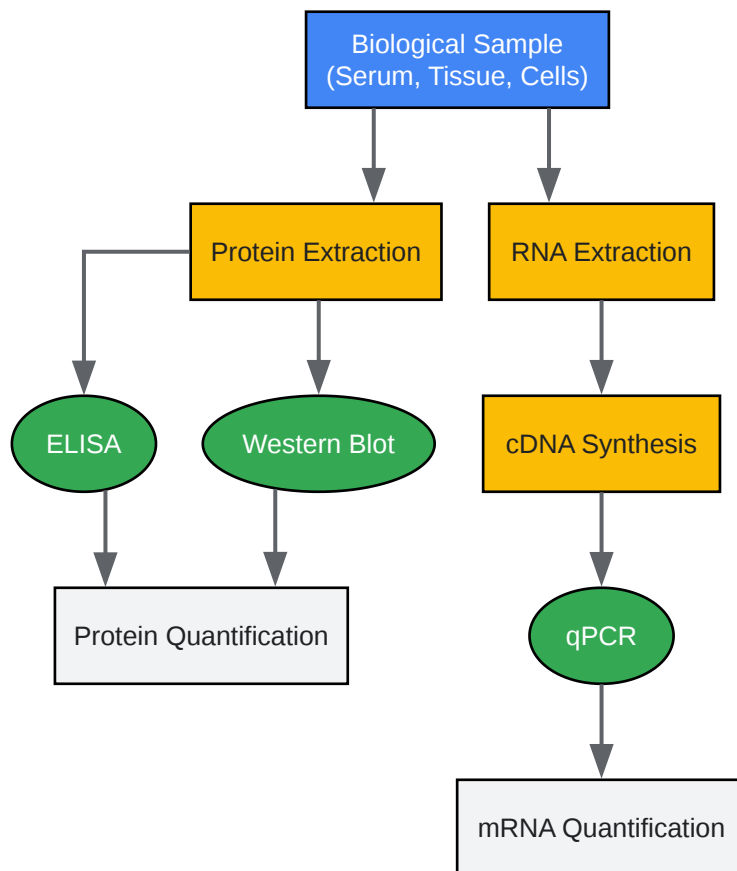 Biological Sample
(Serum, Tissue, Cells)
Protein Extraction
RNA Extraction
ELISA
Western Blot
cDNA Synthesis
Protein Quantification
qPCR
mRNA Quantification